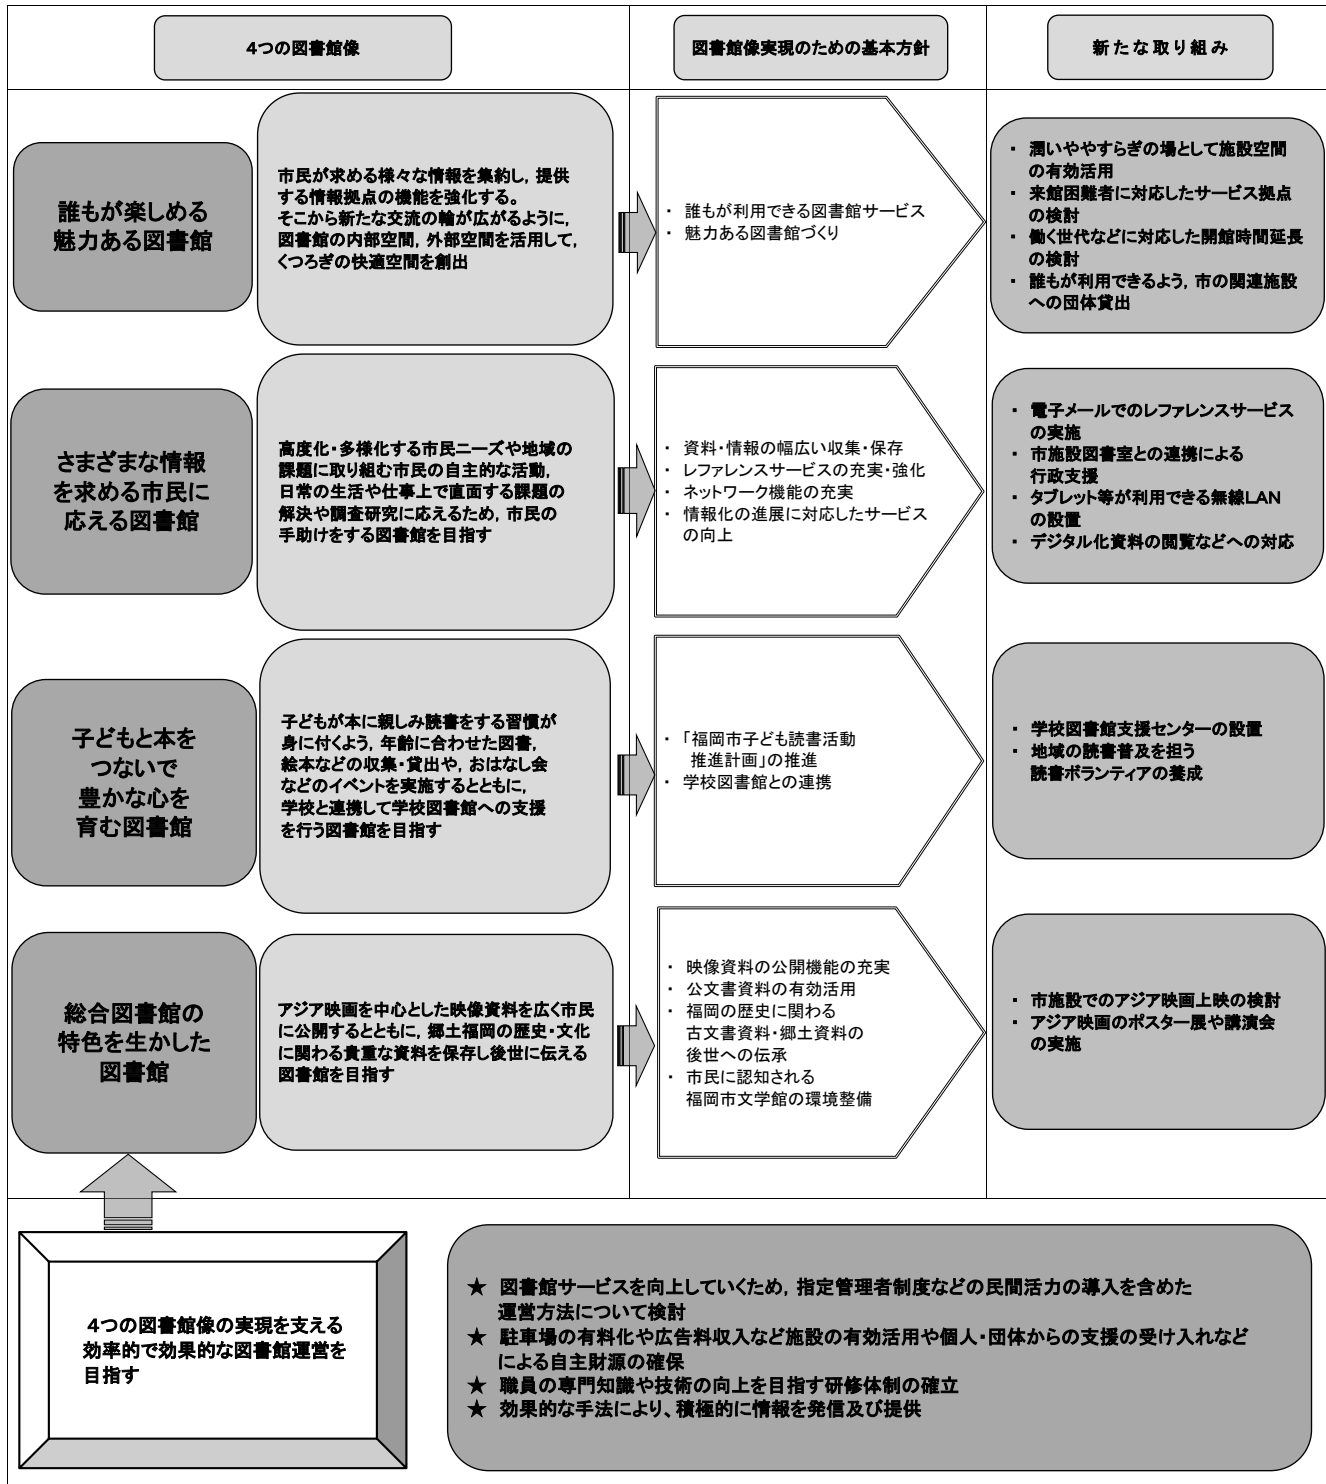 ４つの図書館像
図書館像実現のための基本方針
新たな取り組み
誰もが楽しめる
魅力ある図書館
市民が求める様々な情報を集約し，提供
する情報拠点の機能を強化する。
そこから新たな交流の輪が広がるように，
図書館の内部空間，外部空間を活用して，
くつろぎの快適空間を創出
・ 誰もが利用できる図書館サービス
・ 魅力ある図書館づくり
・ 潤いややすらぎの場として施設空間
の有効活用
・ 来館困難者に対応したサービス拠点
の検討
・ 働く世代などに対応した開館時間延長
の検討
・ 誰もが利用できるよう，市の関連施設
への団体貸出
さまざまな情報
を求める市民に
応える図書館
高度化・多様化する市民ニーズや地域の
課題に取り組む市民の自主的な活動，
日常の生活や仕事上で直面する課題の
解決や調査研究に応えるため，市民の
手助けをする図書館を目指す
・ 資料・情報の幅広い収集・保存
・ レファレンスサービスの充実・強化
・ ネットワーク機能の充実
・ 情報化の進展に対応したサービス
の向上
・ 電子メールでのレファレンスサービス
の実施
・ 市施設図書室との連携による
行政支援
・ タブレット等が利用できる無線LAN
の設置
・ デジタル化資料の閲覧などへの対応
子どもと本を
つないで
豊かな心を
育む図書館
子どもが本に親しみ読書をする習慣が
身に付くよう，年齢に合わせた図書，
絵本などの収集・貸出や，おはなし会
などのイベントを実施するとともに，
学校と連携して学校図書館への支援
を行う図書館を目指す
・ 「福岡市子ども読書活動
推進計画」の推進
・ 学校図書館との連携
・ 学校図書館支援センターの設置
・ 地域の読書普及を担う
読書ボランティアの養成
総合図書館の
特色を生かした
図書館
アジア映画を中心とした映像資料を広く市民
に公開するとともに，郷土福岡の歴史・文化
に関わる貴重な資料を保存し後世に伝える
図書館を目指す
・ 映像資料の公開機能の充実
・ 公文書資料の有効活用
・ 福岡の歴史に関わる
古文書資料・郷土資料の
後世への伝承
・ 市民に認知される
福岡市文学館の環境整備
・ 市施設でのアジア映画上映の検討
・ アジア映画のポスター展や講演会
の実施
４つの図書館像の実現を支える
効率的で効果的な図書館運営を
目指す
★ 図書館サービスを向上していくため，指定管理者制度などの民間活力の導入を含めた
運営方法について検討
★ 駐車場の有料化や広告料収入など施設の有効活用や個人・団体からの支援の受け入れなど
による自主財源の確保
★ 職員の専門知識や技術の向上を目指す研修体制の確立
★ 効果的な手法により、積極的に情報を発信及び提供